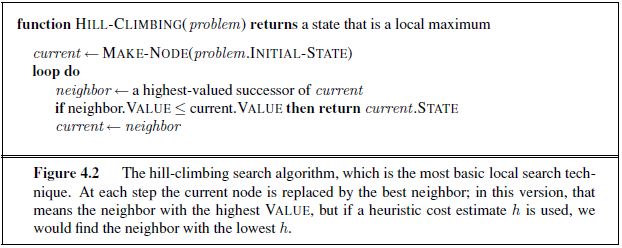 function HILL-CLIMBING(problem) returns a state that is a local maximum
current ← MAKE-NODE(problem.INITIAL-STATE)
loop do
neighbor ← a highest-valued successor of current
if neighbor.VALUE ≤ current.VALUE then return current.STATE
current ← neighbor
Figure 4.2 The hill-climbing search algorithm, which is the most basic local search tech-
nique. At each step the current node is replaced by the best neighbor; in this version, that
means the neighbor with the highest VALUE, but if a heuristic cost estimate h is used, we
would find the neighbor with the lowest h.